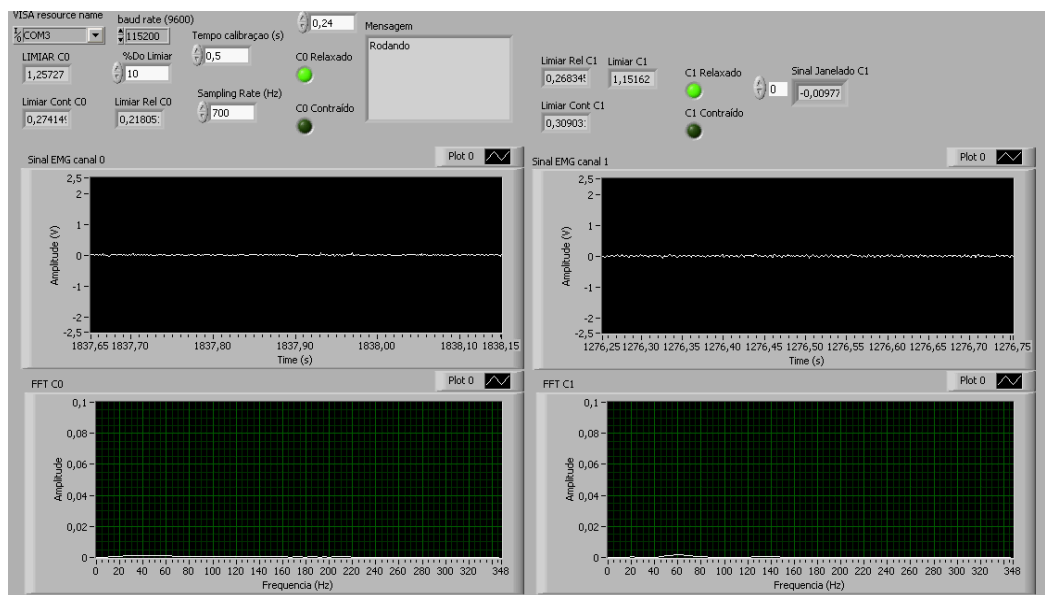 VISA resource name
baud rate (9600)
COM3
115200
Tempo calibraçao (s)
0,24
Mensagem
Rodando
LIMIAR C0
%Do Limiar
0,5
C0 Relaxado
1,25727
10
Limiar Cont C0
Limiar Rel C0
Sampling Rate (Hz)
C0 Contraído
0,27414
0,21805
700
Limiar Rel C1
Limiar C1
C1 Relaxado
Sinal Janelado C1
0,26834
1,15162
0
-0,00977
Limiar Cont C1
C1 Contraído
0,30903
Sinal EMG canal 0
Plot 0
Amplitude (V)
2,5
2
1
0
-1
-2
-2,5
1837,65 1837,70 1837,80 1837,90 1838,00 1838,10 1838,15
Time (s)
Sinal EMG canal 1
Plot 0
Amplitude (V)
2,5
2
1
0
-1
-2
-2,5
1276,25 1276,30 1276,35 1276,40 1276,45 1276,50 1276,55 1276,60 1276,65 1276,70 1276,75
Time (s)
FFT C0
Plot 0
Amplitude
0,1
0,08
0,06
0,04
0,02
0
0 20 40 60 80 100 120 140 160 180 200 220 240 260 280 300 320 348
Frequencia (Hz)
FFT C1
Plot 0
Amplitude
0,1
0,08
0,06
0,04
0,02
0
0 20 40 60 80 100 120 140 160 180 200 220 240 260 280 300 320 348
Frequencia (Hz)